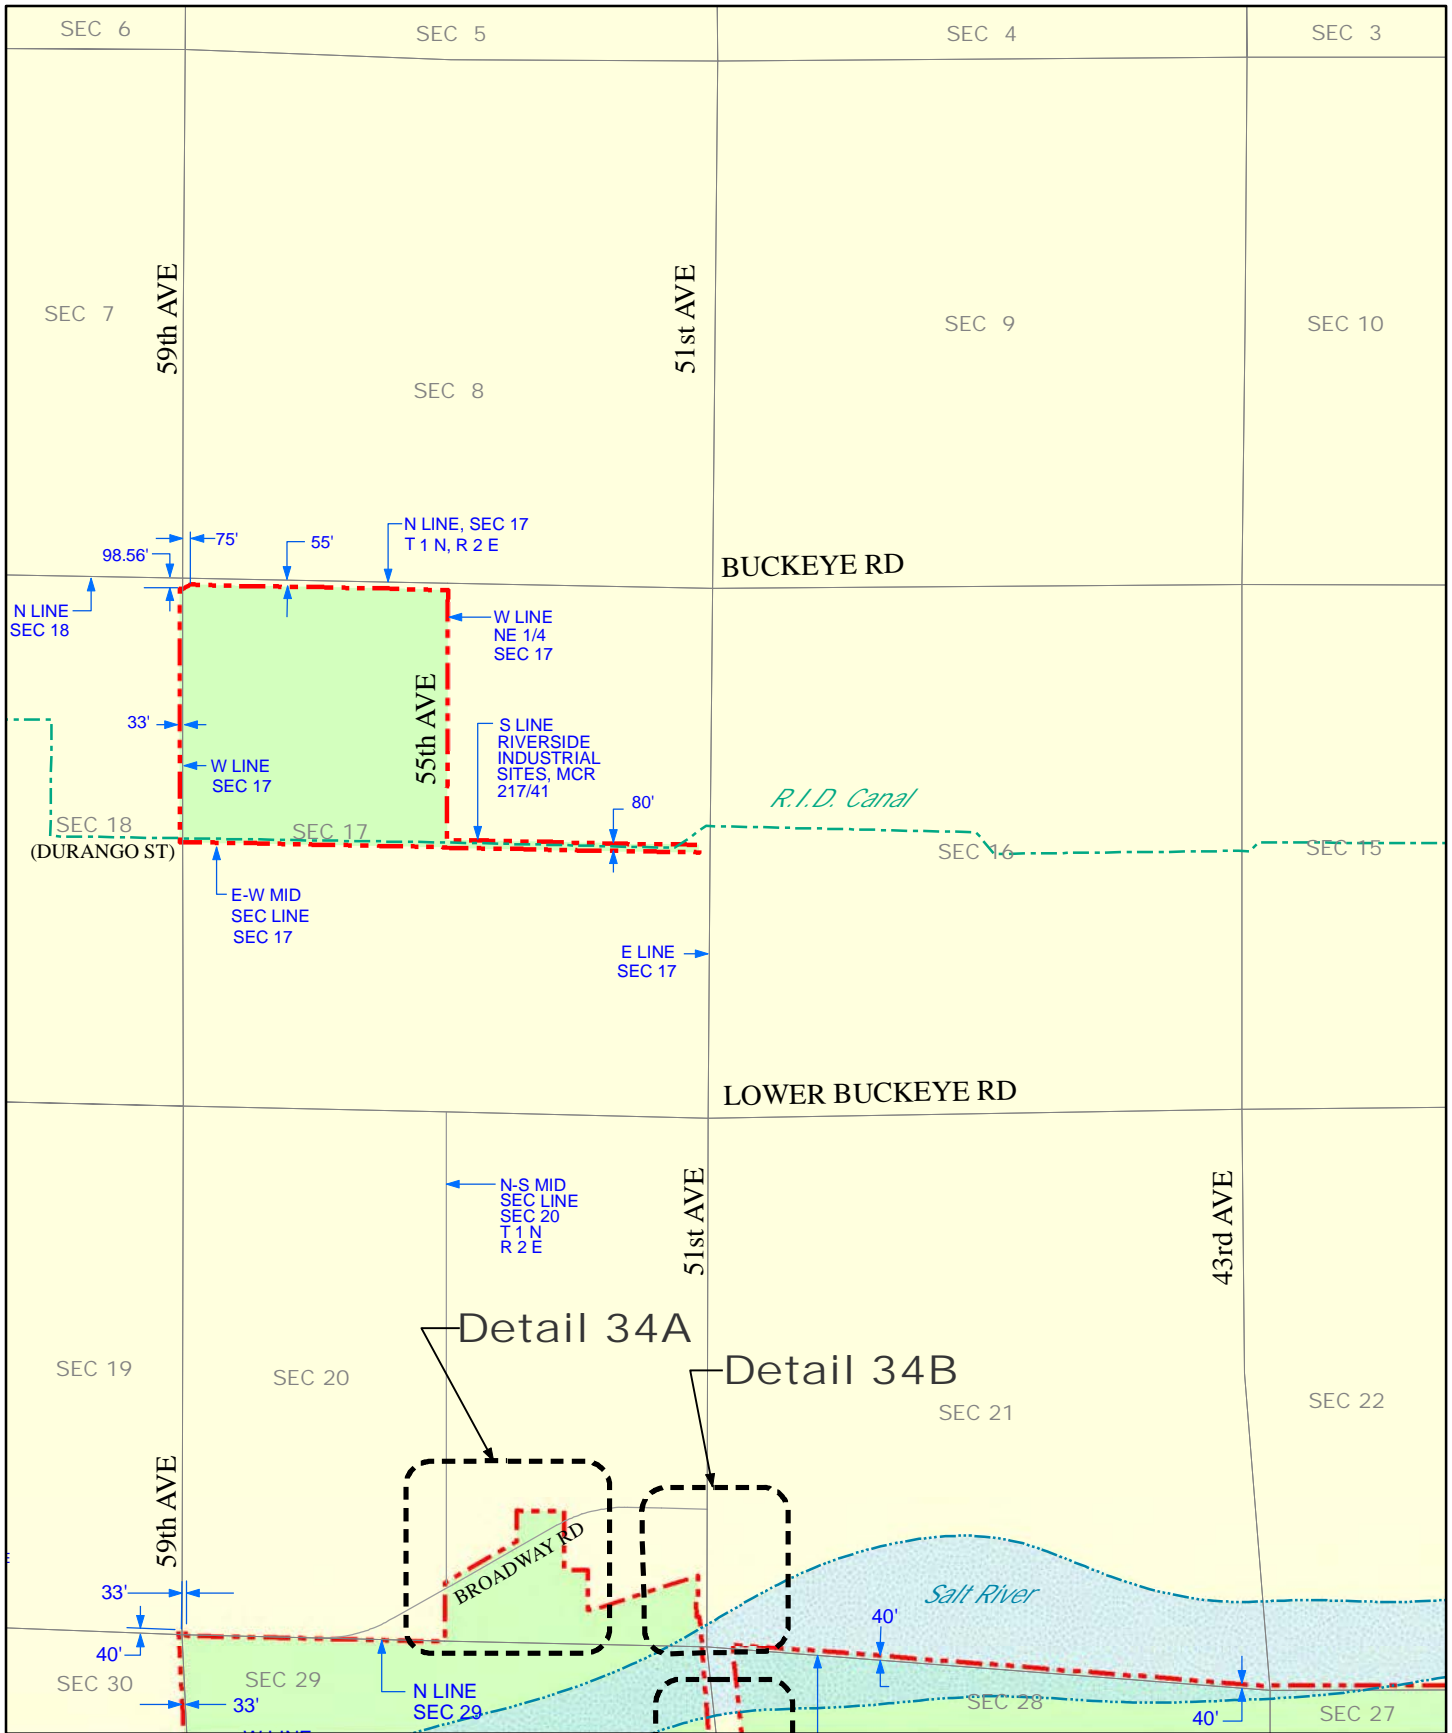 SEC 6
SEC 5
SEC 4
SEC 3
SEC 7
59th AVE
51st AVE
SEC 9
SEC 10
SEC 8
75'
55'
98.56'
N LINE, SEC 17
T 1 N, R 2 E
BUCKEYE RD
N LINE
SEC 18
W LINE
NE 1/4
SEC 17
55th AVE
33'
W LINE
SEC 17
S LINE
RIVERSIDE
INDUSTRIAL
SITES, MCR
217/41
80'
R.I.D. Canal
SEC 18
SEC 17
(DURANGO ST)
SEC 16
SEC 15
E-W MID
SEC LINE
SEC 17
E LINE
SEC 17
LOWER BUCKEYE RD
N-S MID
SEC LINE
SEC 20
T 1 N
R 2 E
51st AVE
43rd AVE
Detail 34A
Detail 34B
SEC 19
SEC 20
SEC 21
SEC 22
59th AVE
BROADWAY RD
Salt River
33'
40'
40'
SEC 30
SEC 29
33'
N LINE
SEC 29
SEC 28
40'
SEC 27
W LINE